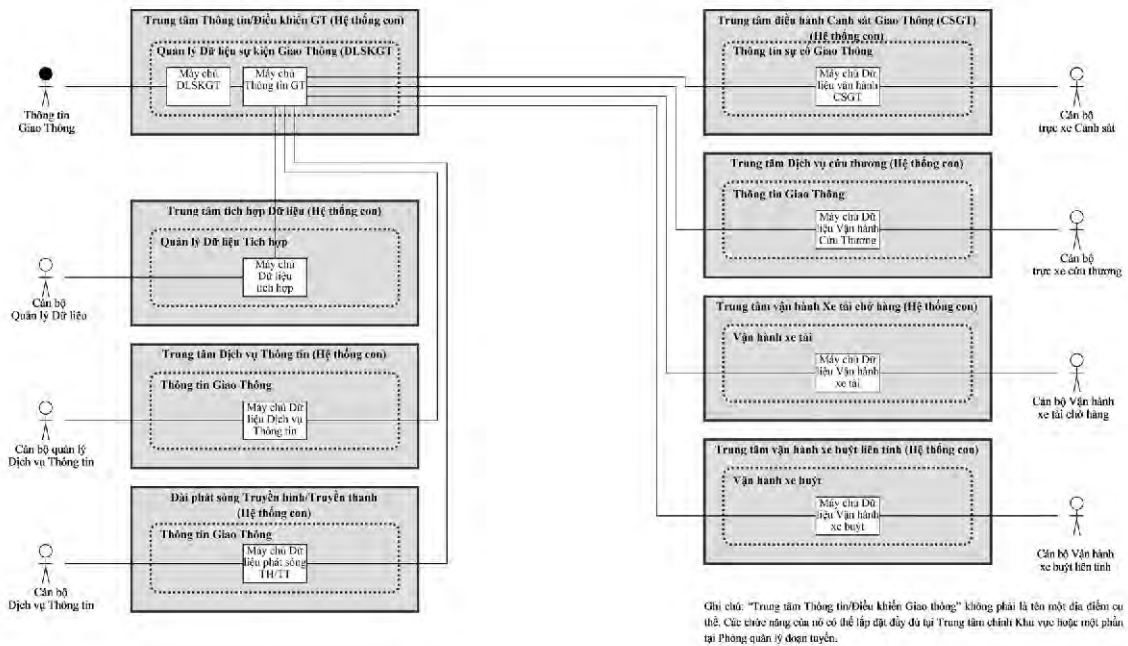 Trung tâm Thông tin/Điều khiển GT (Hệ thống con)
Quản lý Dữ liệu sự kiện Giao Thông (DLSKGT
Máy chủ
DLSKGT
Máy chủ
Thông tin GT
Thông tin
Giao Thông
Trung tâm tích hợp Dữ liệu (Hệ thống con)
Quản lý Dữ liệu Tích hợp
Máy chủ
Dữ liệu
tích hợp
Cán bộ
Quản lý Dữ liệu
Trung tâm Dịch vụ Thông tin (Hệ thống con)
Thông tin Giao Thông
Máy chủ Dữ
liệu Dịch vụ
Thông tin
Cán bộ quản lý
Dịch vụ Thông tin
Đài phát sóng Truyền hình/Truyền thanh
(Hệ thống con)
Thông tin Giao Thông
Máy chủ Dữ
liệu phát sóng
TH/TT
Cán bộ
Dịch vụ Thông tin
Trung tâm điều hành Cảnh sát Giao Thông (CSGT)
(Hệ thống con)
Thông tin sự cố Giao Thông
Máy chủ Dữ
liệu vận hành
CSGT
Cán bộ
trực xe Cảnh sát
Trung tâm Dịch vụ cứu thương (Hệ thống con)
Thông tin Giao Thông
Máy chủ Dữ
liệu Vận hành
Cứu Thương
Cán bộ
trực xe cứu thương
Trung tâm vận hành Xe tải chở hàng (Hệ thống con)
Vận hành xe tải
Máy chủ Dữ
liệu Vận hành
xe tải
Cán bộ Vận hành
xe tải chở hàng
Trung tâm vận hành xe buýt liên tỉnh (Hệ thống con)
Vận hành xe buýt
Máy chủ Dữ
liệu Vận hành
xe buýt
Cán bộ Vận hành
xe buýt liên tỉnh
Ghi chú: "Trung tâm Thông tin/Điều khiển Giao thông" không phải là tên một địa điểm cụ
thể. Các chức năng của nó có thể lắp đặt đầy đủ tại Trung tâm chính Khu vực hoặc một phần
tại Phòng quản lý đoạn tuyến.